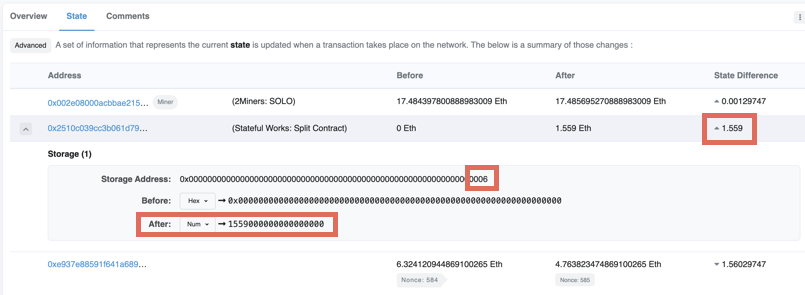 Overview State Comments
Advanced A set of information that represents the current state is updated when a transaction takes place on the network. The below is a summary of those changes :
Address Before After State Difference
0x002e08000acbbae215... Miner (2Miners: SOLO) 17.484397800888983009 Eth 17.485695270888983009 Eth 0.00129747
0x2510c039cc3b061d79... (Stateful Works: Split Contract) 0 Eth 1.559 Eth 1.559
Storage (1)
Storage Address: 0x0000000000000000000000000000000000000000000000000000000000000006
Before: Hex ➞ 0x0000000000000000000000000000000000000000000000000000000000000000
After: Num ➞ 1559000000000000000
0xe937e88591f641a689... 6.324120944869100265 Eth 4.763823474869100265 Eth 1.56029747
Nonce: 584 Nonce: 585